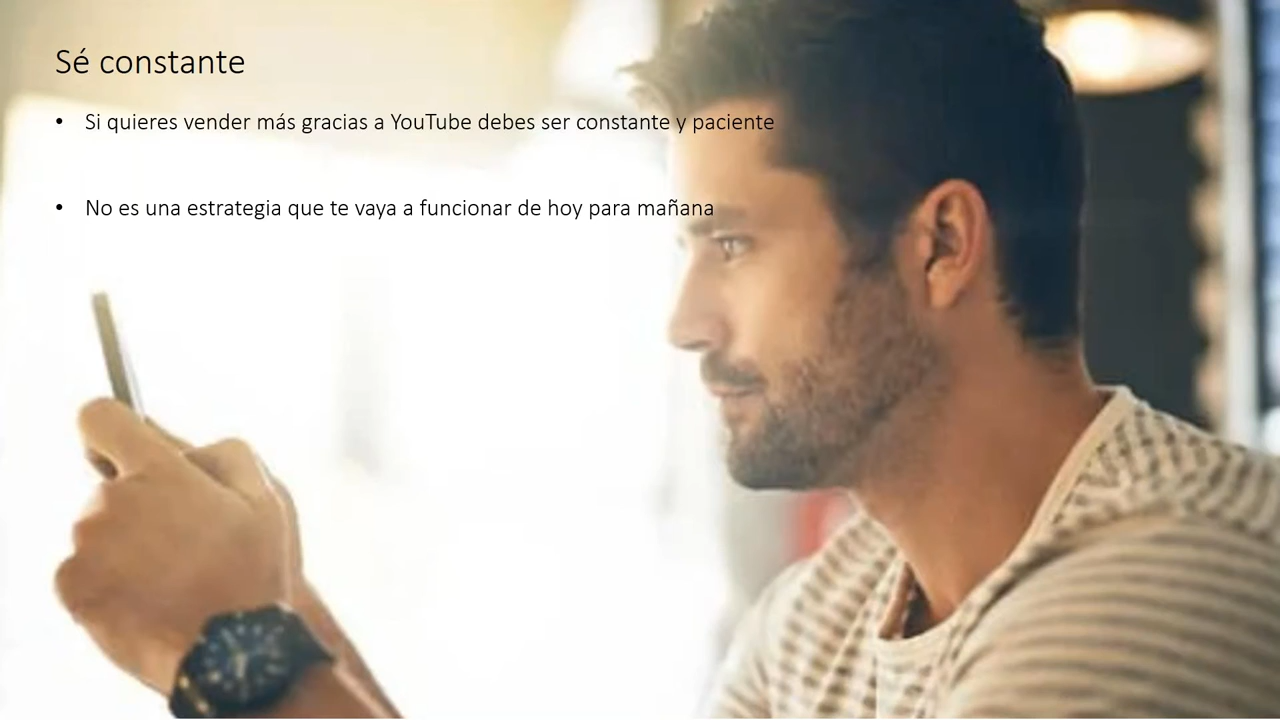 Sé constante
• Si quieres vender más gracias a YouTube debes ser constante y paciente
• No es una estrategia que te vaya a funcionar de hoy para mañana